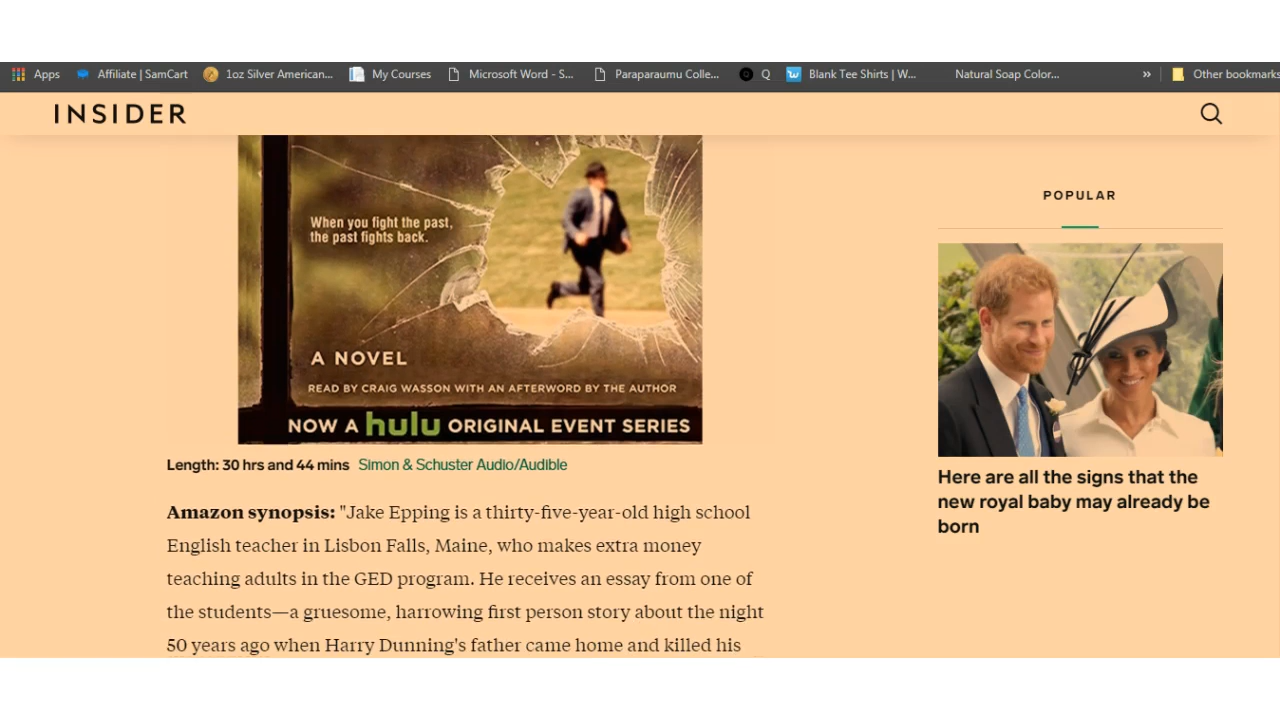 Apps
Affiliate | SamCart
1oz Silver American...
My Courses
Microsoft Word - S...
Paraparaumu Colle...
Q
Blank Tee Shirts | W...
Natural Soap Color...
»
Other bookmarks
INSIDER
When you fight the past,
the past fights back.
A NOVEL
READ BY CRAIG WASSON WITH AN AFTERWORD BY THE AUTHOR
NOW A hulu ORIGINAL EVENT SERIES
Length: 30 hrs and 44 mins Simon & Schuster Audio/Audible
Amazon synopsis: "Jake Epping is a thirty-five-year-old high school
English teacher in Lisbon Falls, Maine, who makes extra money
teaching adults in the GED program. He receives an essay from one of
the students—a gruesome, harrowing first person story about the night
50 years ago when Harry Dunning's father came home and killed his
POPULAR
Here are all the signs that the
new royal baby may already be
born